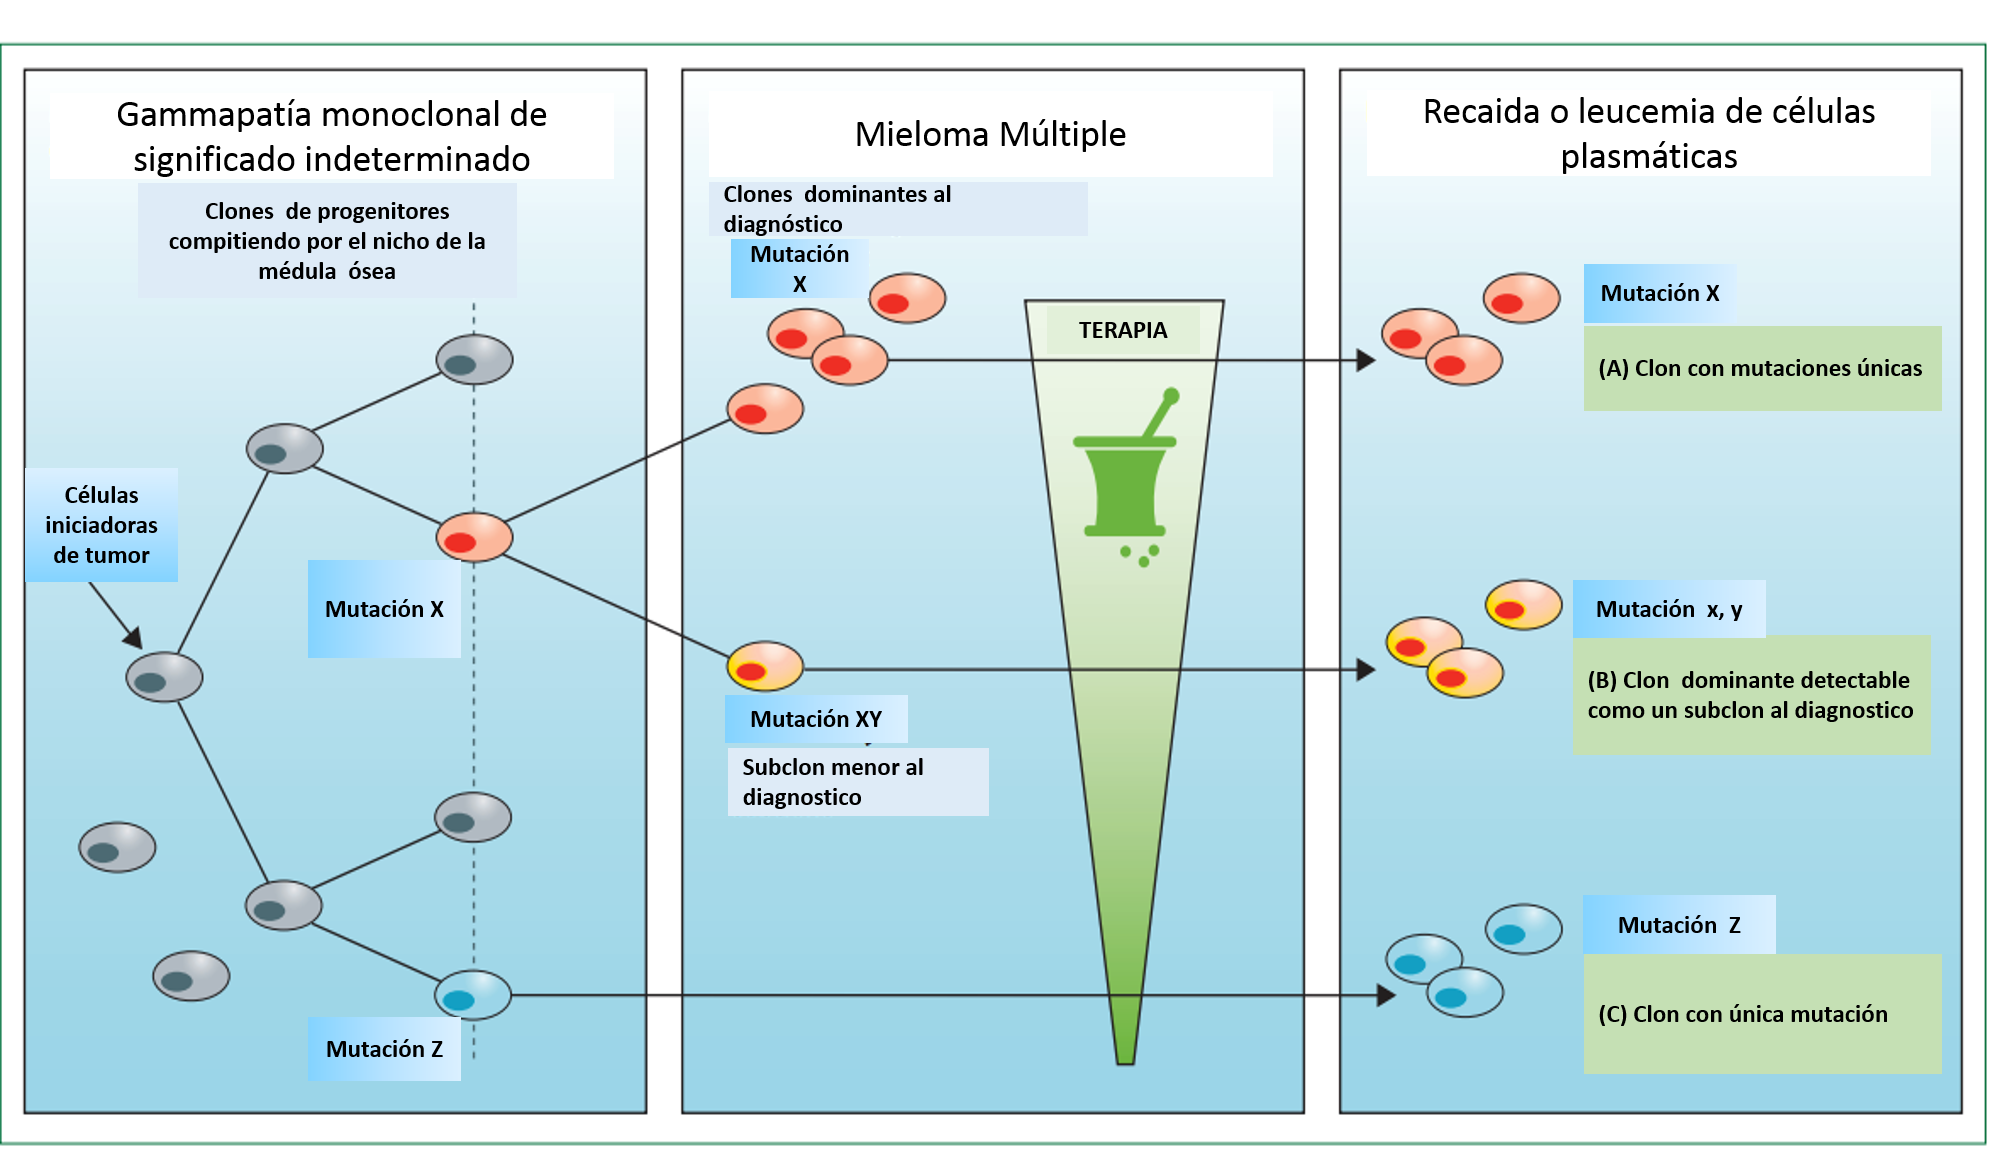 Gammapatía monoclonal de
significado indeterminado
Clones de progenitores
compitiendo por el nicho de la
médula ósea
Células
iniciadoras
de tumor
Mutación X
Mutación Z
Mieloma Múltiple
Clones dominantes al
diagnóstico
Mutación
X
TERAPIA
Mutación XY
Subclon menor al
diagnostico
Recaida o leucemia de células
plasmáticas
Mutación X
(A) Clon con mutaciones únicas
Mutación x, y
(B) Clon dominante detectable
como un subclon al diagnostico
Mutación Z
(C) Clon con única mutación